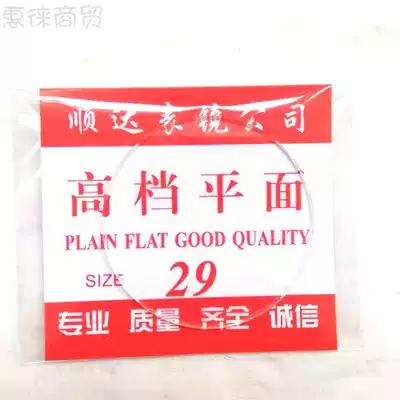 惠徕商贸
顺达表镜公司
高档平面
PLAIN FLAT GOOD QUALITY
SIZE 29
专业 质量 齐全 诚信